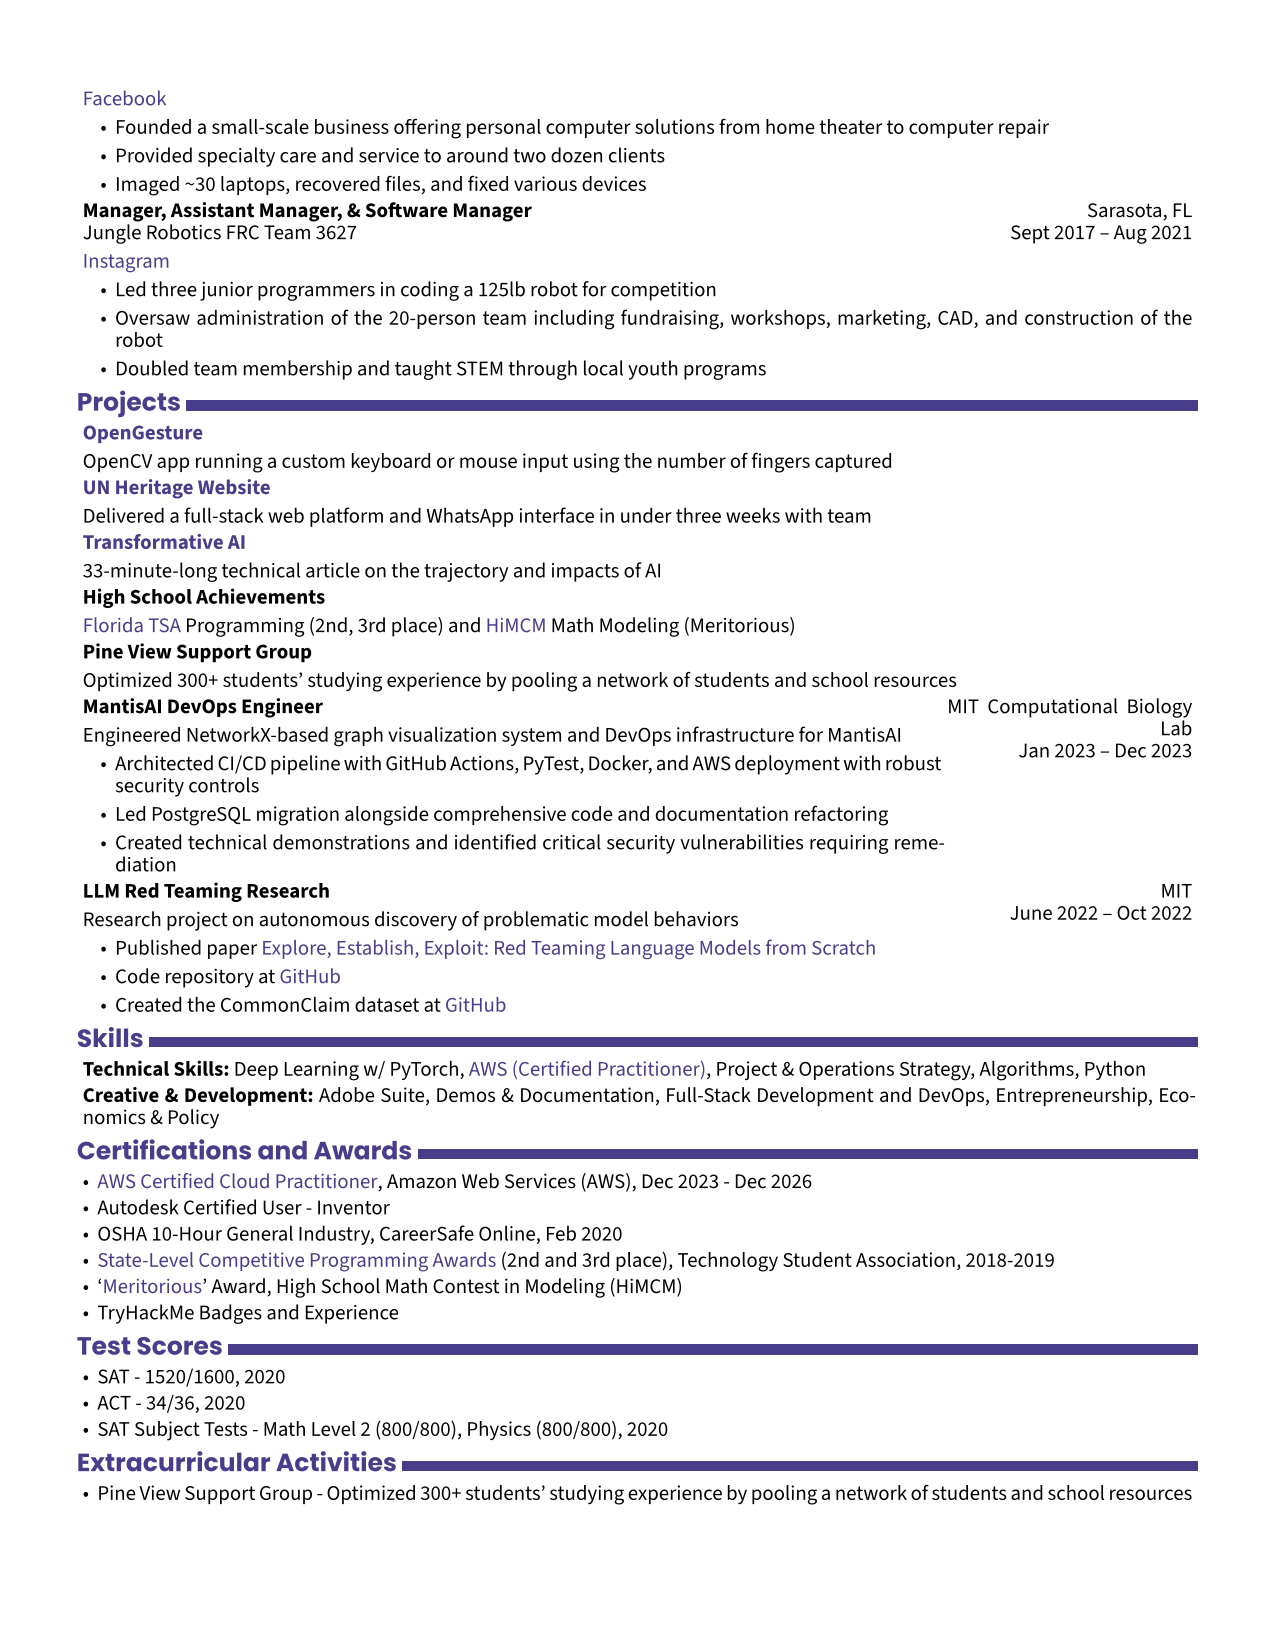 Facebook
• Founded a small-scale business offering personal computer solutions from home theater to computer repair
• Provided specialty care and service to around two dozen clients
• Imaged ~30 laptops, recovered files, and fixed various devices
Manager, Assistant Manager, & Software Manager Sarasota, FL
Jungle Robotics FRC Team 3627 Sept 2017 – Aug 2021
Instagram
• Led three junior programmers in coding a 125lb robot for competition
• Oversaw administration of the 20-person team including fundraising, workshops, marketing, CAD, and construction of the
robot
• Doubled team membership and taught STEM through local youth programs
Projects
OpenGesture
OpenCV app running a custom keyboard or mouse input using the number of fingers captured
UN Heritage Website
Delivered a full-stack web platform and WhatsApp interface in under three weeks with team
Transformative AI
33-minute-long technical article on the trajectory and impacts of AI
High School Achievements
Florida TSA Programming (2nd, 3rd place) and HiMCM Math Modeling (Meritorious)
Pine View Support Group
Optimized 300+ students’ studying experience by pooling a network of students and school resources
MantisAI DevOps Engineer MIT Computational Biology
Lab
Engineered NetworkX-based graph visualization system and DevOps infrastructure for MantisAI
Jan 2023 – Dec 2023
• Architected CI/CD pipeline with GitHub Actions, PyTest, Docker, and AWS deployment with robust
security controls
• Led PostgreSQL migration alongside comprehensive code and documentation refactoring
• Created technical demonstrations and identified critical security vulnerabilities requiring reme-
diation
LLM Red Teaming Research MIT
Research project on autonomous discovery of problematic model behaviors June 2022 – Oct 2022
• Published paper Explore, Establish, Exploit: Red Teaming Language Models from Scratch
• Code repository at GitHub
• Created the CommonClaim dataset at GitHub
Skills
Technical Skills: Deep Learning w/ PyTorch, AWS (Certified Practitioner), Project & Operations Strategy, Algorithms, Python
Creative & Development: Adobe Suite, Demos & Documentation, Full-Stack Development and DevOps, Entrepreneurship, Eco-
nomics & Policy
Certifications and Awards
• AWS Certified Cloud Practitioner, Amazon Web Services (AWS), Dec 2023 - Dec 2026
• Autodesk Certified User - Inventor
• OSHA 10-Hour General Industry, CareerSafe Online, Feb 2020
• State-Level Competitive Programming Awards (2nd and 3rd place), Technology Student Association, 2018-2019
• ‘Meritorious’ Award, High School Math Contest in Modeling (HiMCM)
• TryHackMe Badges and Experience
Test Scores
• SAT - 1520/1600, 2020
• ACT - 34/36, 2020
• SAT Subject Tests - Math Level 2 (800/800), Physics (800/800), 2020
Extracurricular Activities
• Pine View Support Group - Optimized 300+ students’ studying experience by pooling a network of students and school resources